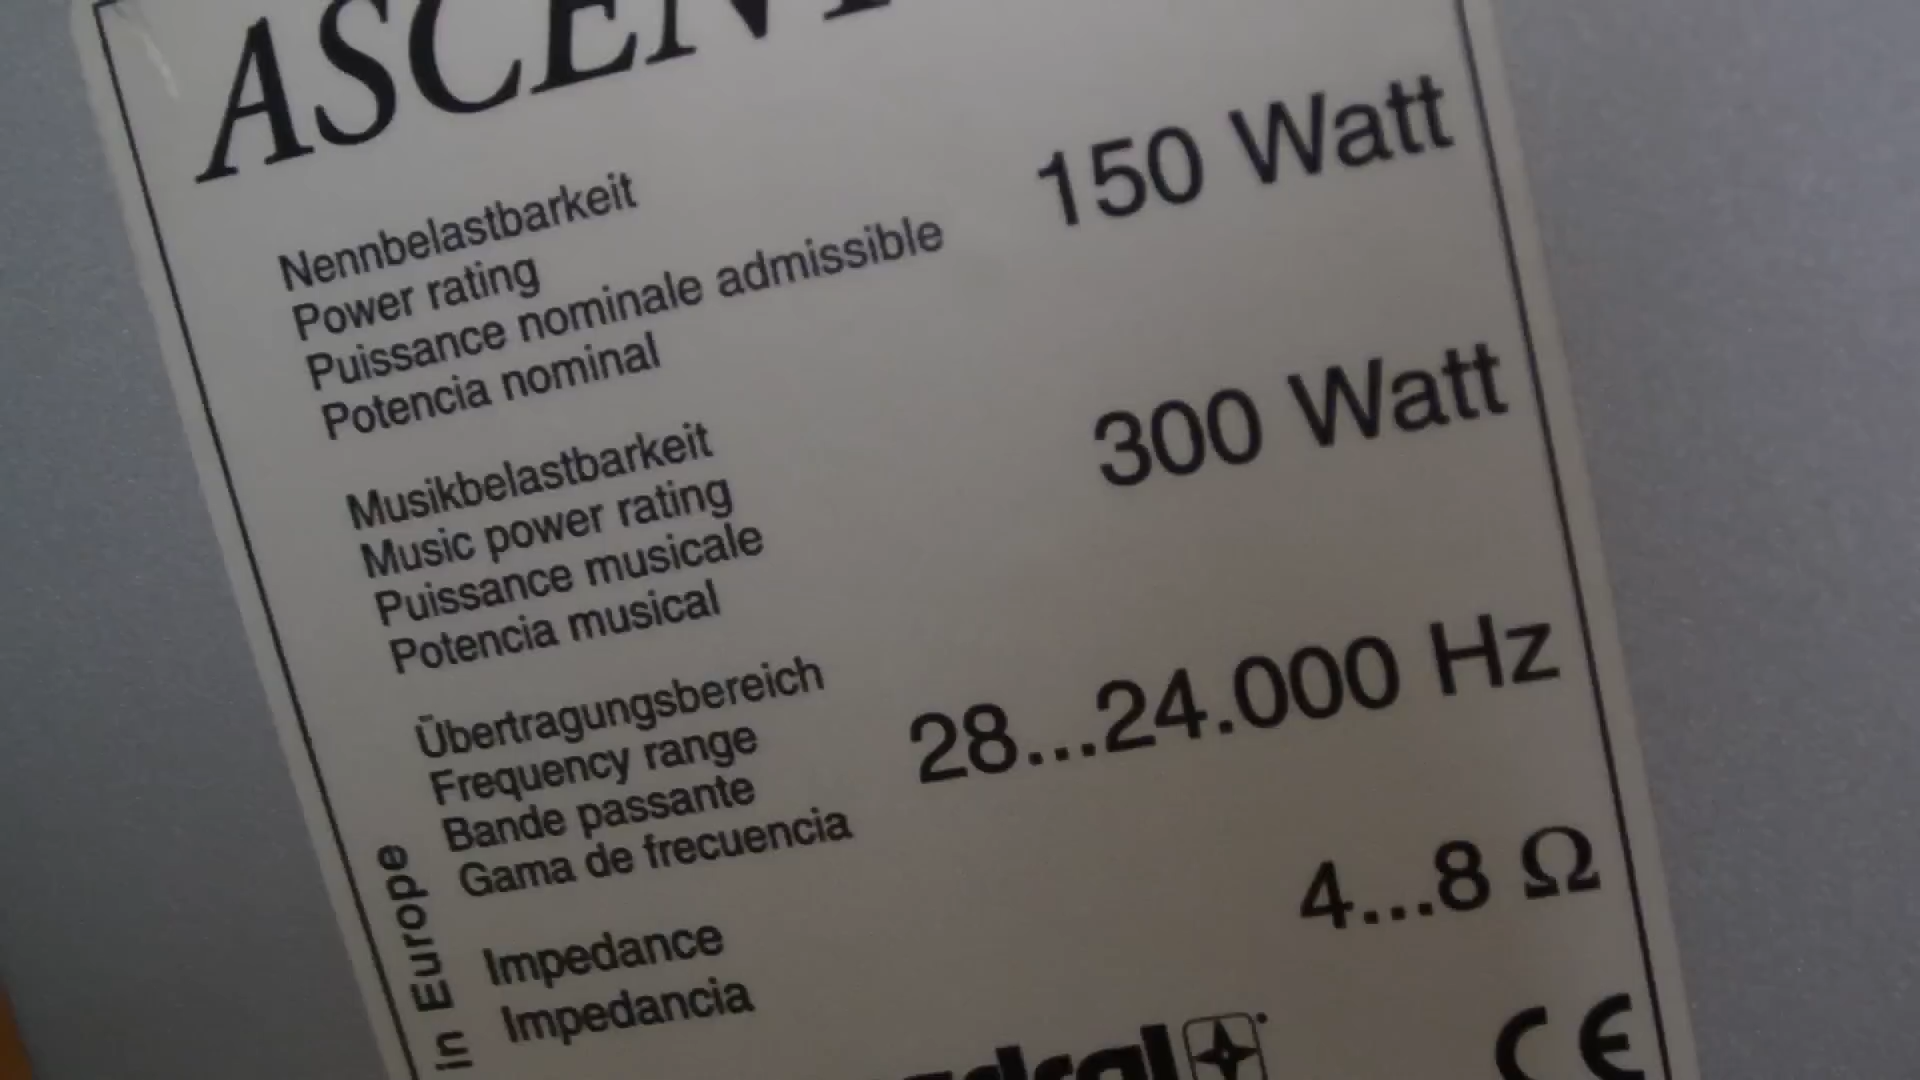 ASCENT
Nennbelastbarkeit
Power rating
Puissance nominale admissible
Potencia nominal
150 Watt
Musikbelastbarkeit
Music power rating
Puissance musicale
Potencia musical
300 Watt
Übertragungsbereich
Frequency range
Bande passante
Gama de frecuencia
28...24.000 Hz
Impedance
Impedancia
4...8 Ω
in Europe
CE